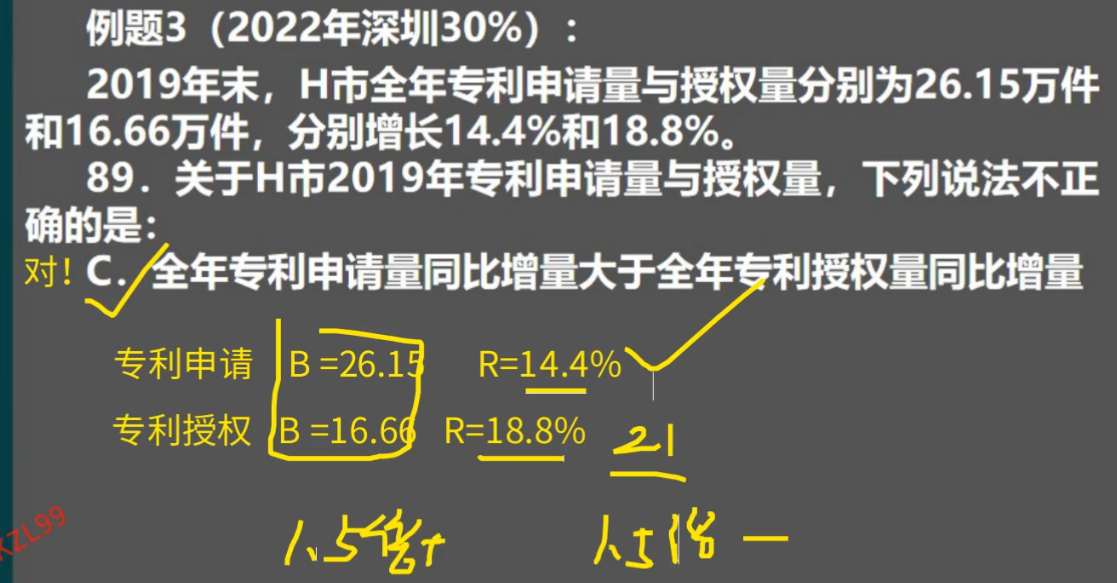 例题3（2022年深圳30%）：
2019年末，H市全年专利申请量与授权量分别为26.15万件
和16.66万件，分别增长14.4%和18.8%。
89．关于H市2019年专利申请量与授权量，下列说法不正
确的是：
对！C．全年专利申请量同比增量大于全年专利授权量同比增量
专利申请 B =26.15 R=14.4%
专利授权 B =16.66 R=18.8% 21
1.5倍+ 1.5倍 一
KZL99